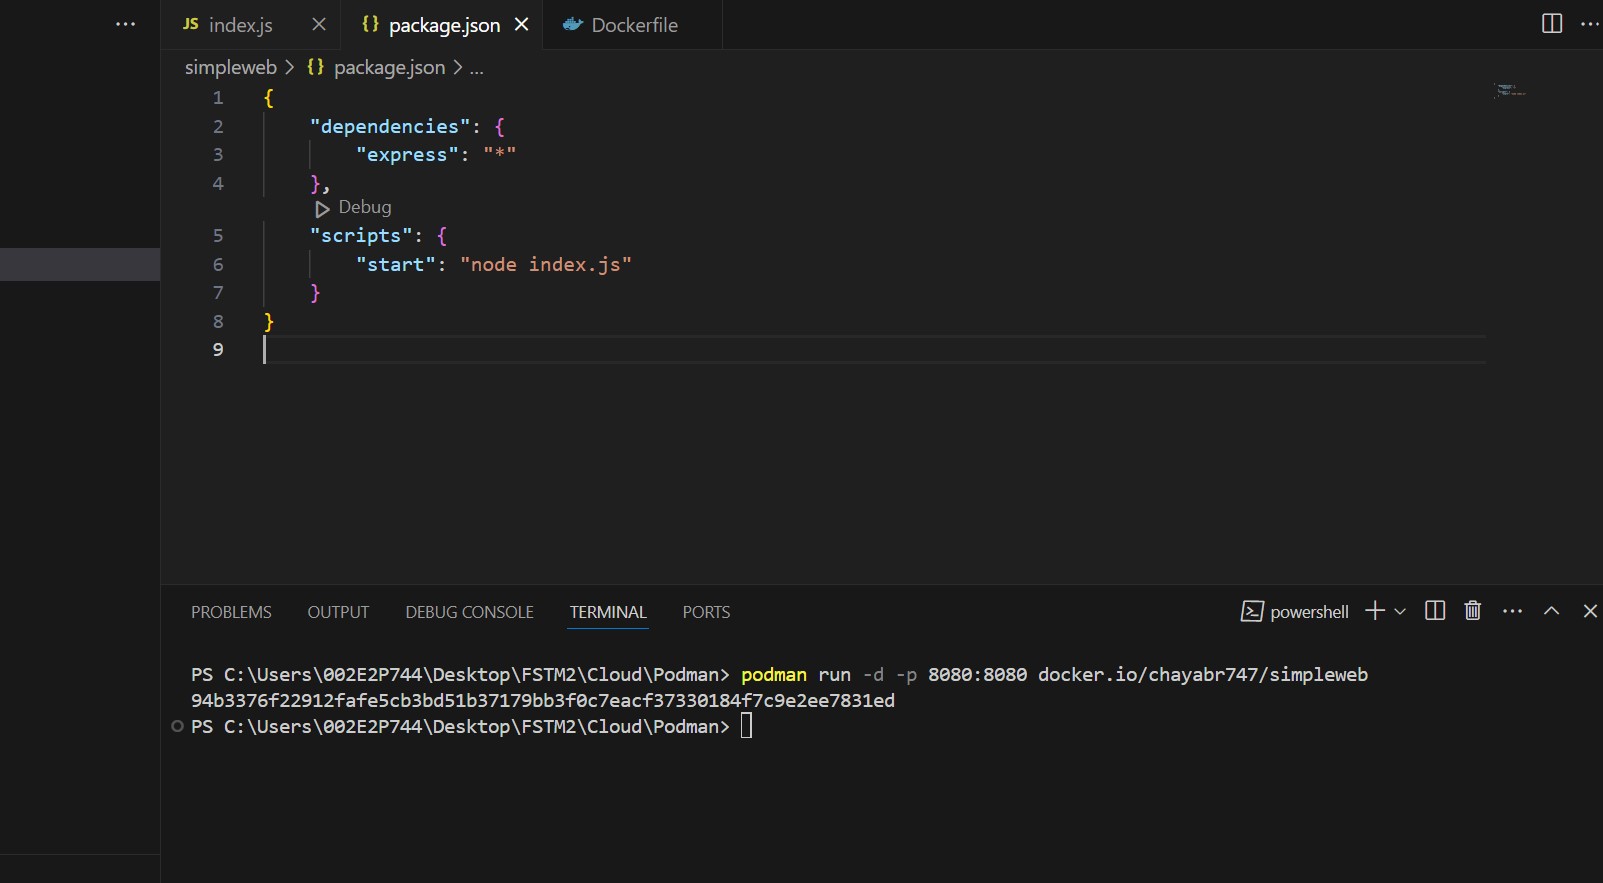 JS index.js
{} package.json
Dockerfile
simpleweb > {} package.json > ...
1 {
2 "dependencies": {
3 "express": "*"
4 },
Debug
5 "scripts": {
6 "start": "node index.js"
7 }
8 }
9
PROBLEMS OUTPUT DEBUG CONSOLE TERMINAL PORTS powershell
PS C:\Users\002E2P744\Desktop\FSTM2\Cloud\Podman> podman run -d -p 8080:8080 docker.io/chayabr747/simpleweb
94b3376f22912fafe5cb3bd51b37179bb3f0c7eacf37330184f7c9e2ee7831ed
PS C:\Users\002E2P744\Desktop\FSTM2\Cloud\Podman>